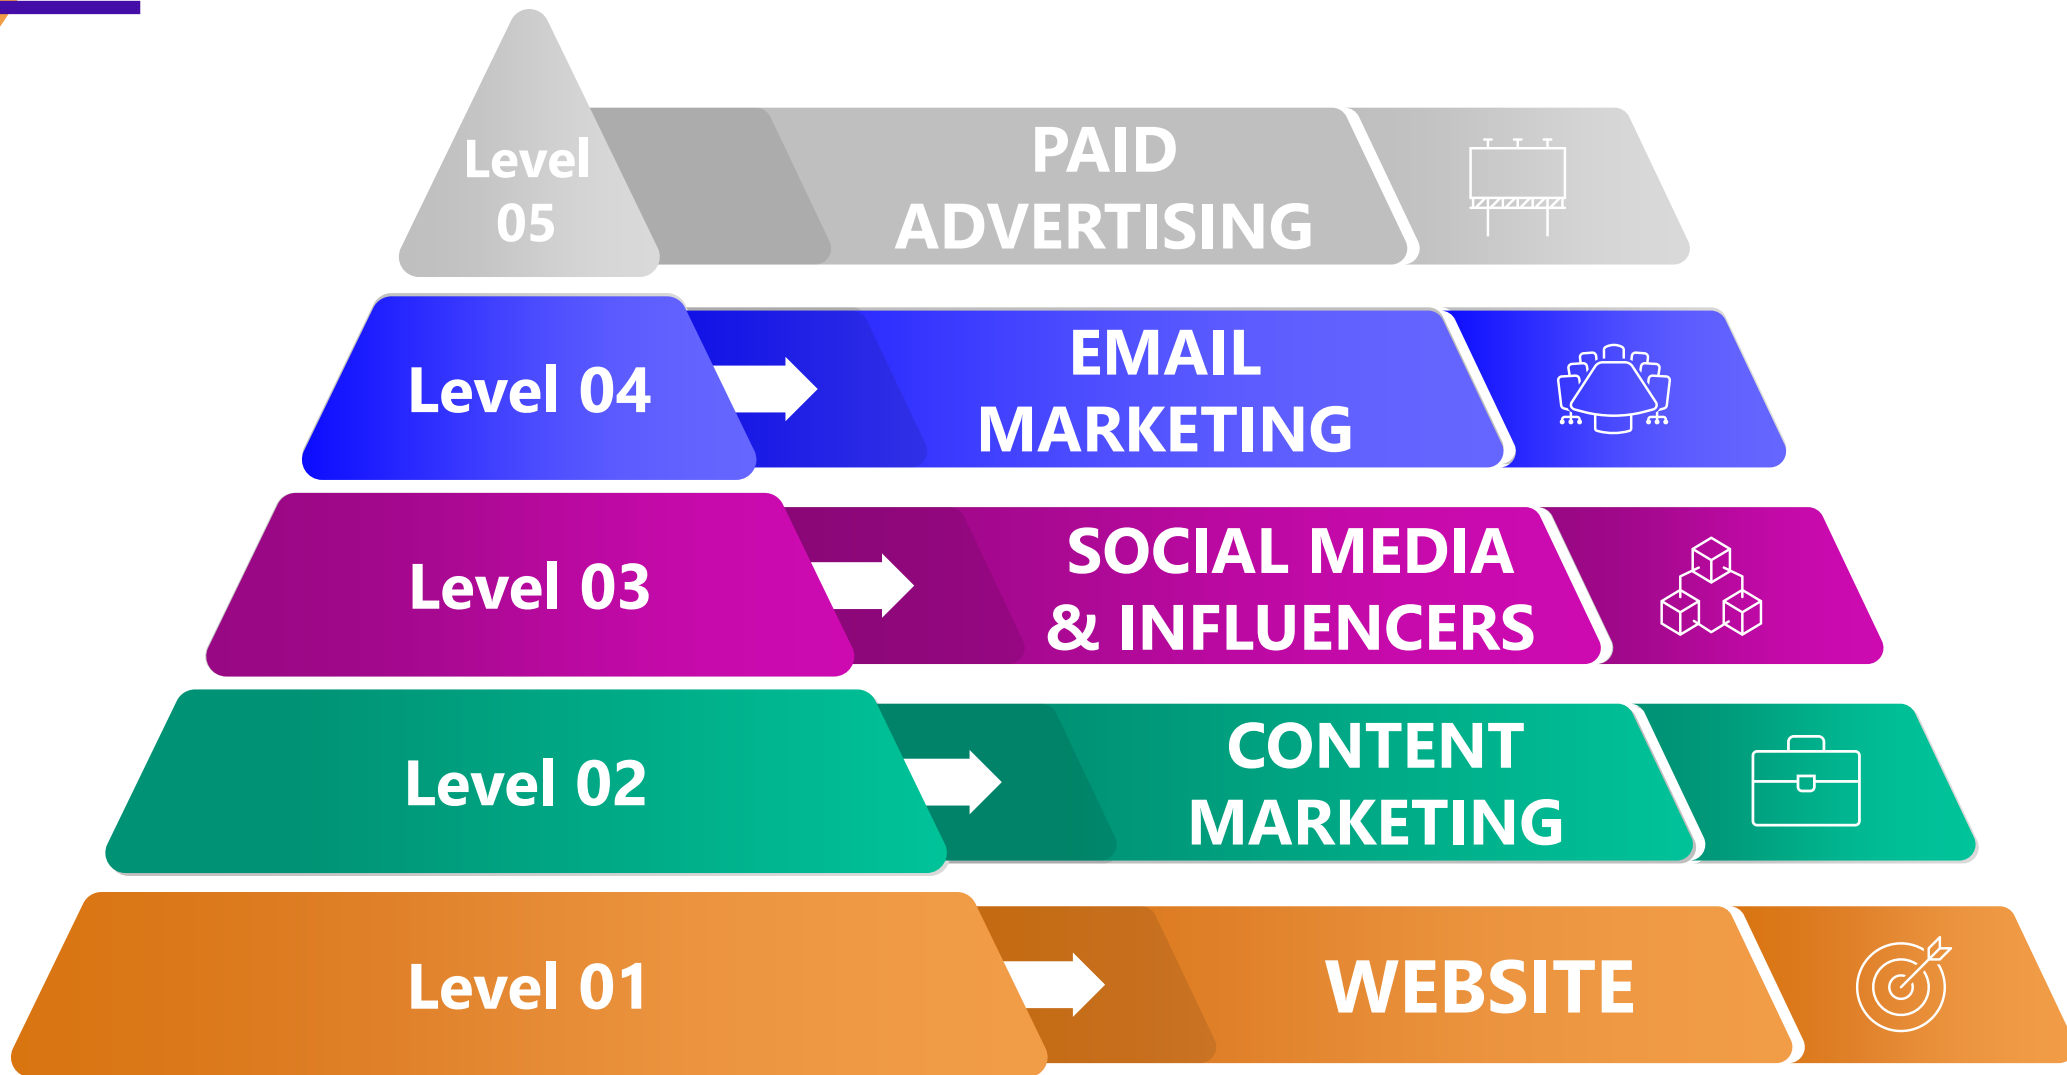 Level
05
PAID
ADVERTISING
Level 04
EMAIL
MARKETING
Level 03
SOCIAL MEDIA
& INFLUENCERS
Level 02
CONTENT
MARKETING
Level 01
WEBSITE